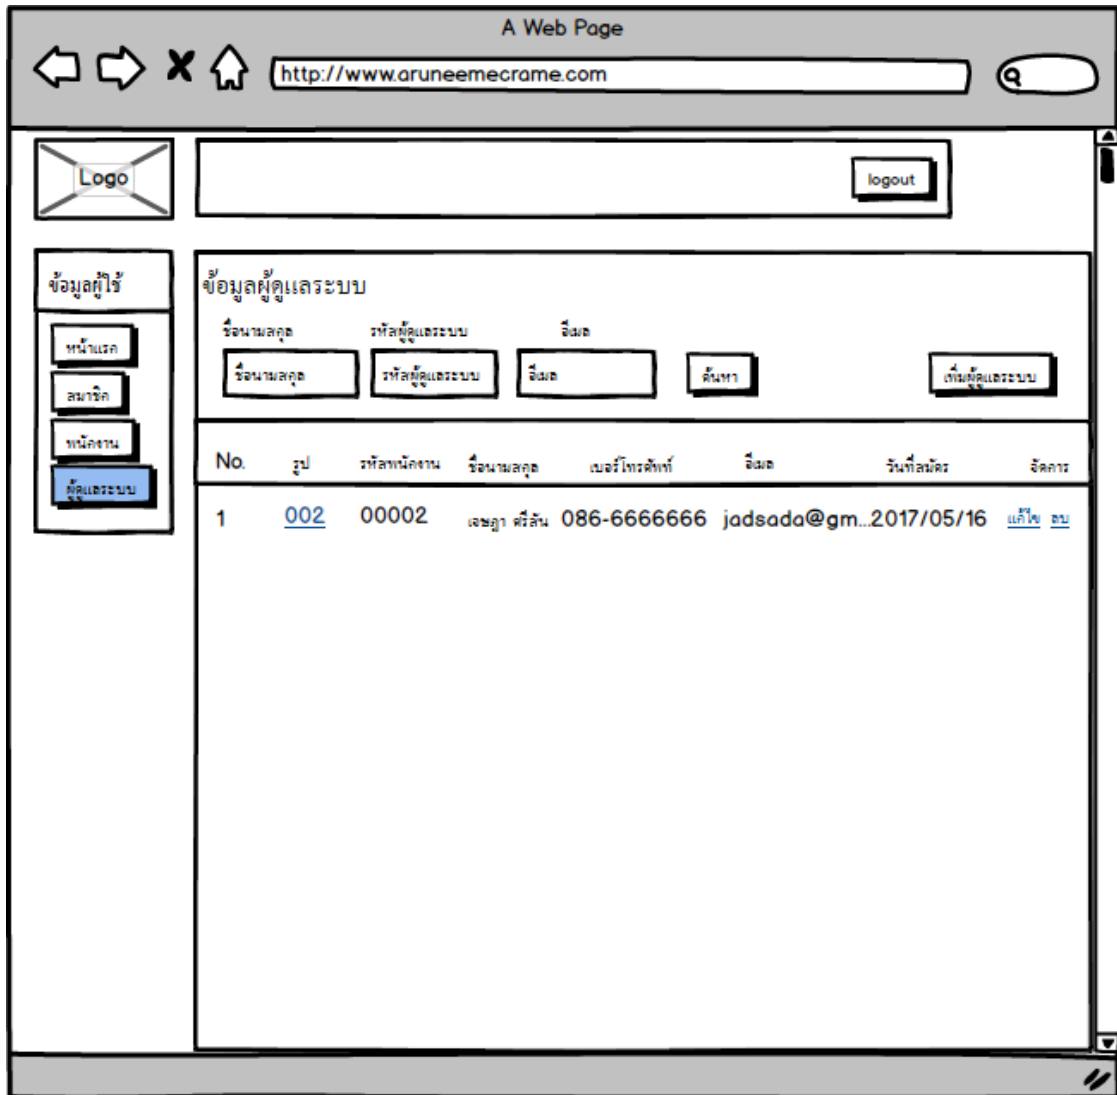 A Web Page
http://www.aruneemecrame.com
Logo
logout
ข้อมูลผู้ใช้
หน้าแรก
สมาชิก
พนักงาน
ผู้ดูแลระบบ
ข้อมูลผู้ดูแลระบบ
ชื่อนามสกุล รหัสผู้ดูแลระบบ อีเมล
ชื่อนามสกุล รหัสผู้ดูแลระบบ อีเมล ค้นหา เพิ่มผู้ดูแลระบบ
No. รูป รหัสพนักงาน ชื่อนามสกุล เบอร์โทรศัพท์ อีเมล วันที่สมัคร จัดการ
1 002 00002 เจษฎา ศรีสัน 086-6666666 jadsada@gm...2017/05/16 แก้ไข ลบ